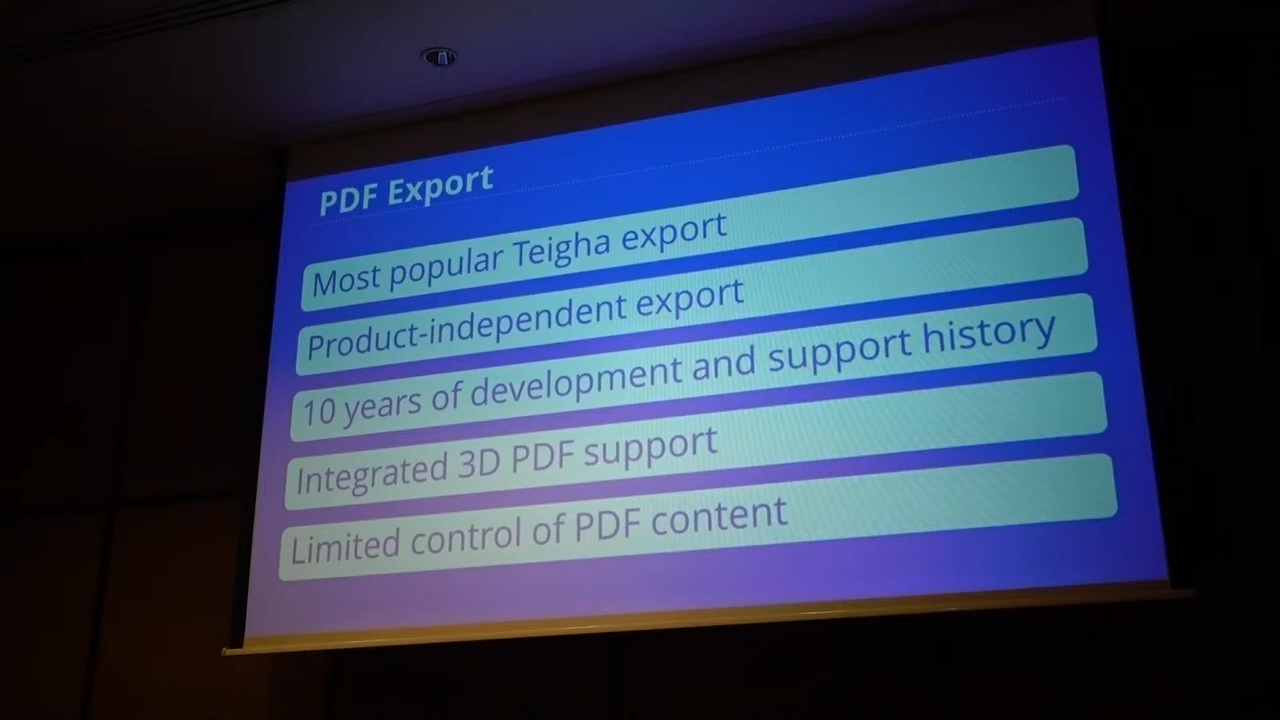 PDF Export
Most popular Teigha export
Product-independent export
10 years of development and support history
Integrated 3D PDF support
Limited control of PDF content